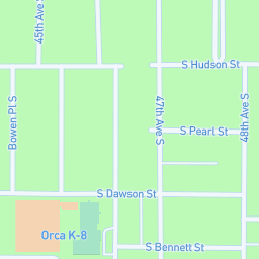 45th Ave S
S Hudson St
Bowen Pl S
47th Ave S
48th Ave S
S Pearl St
S Dawson St
Orca K-8
S Bennett St